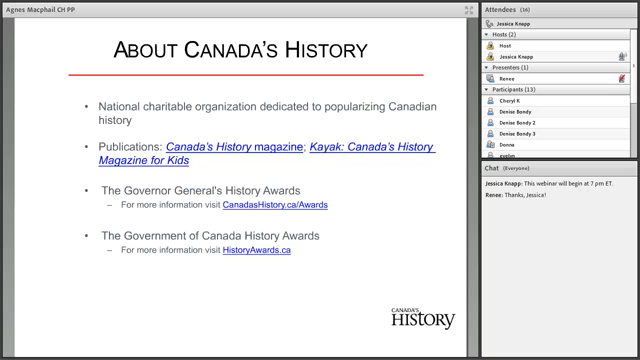 Agnes Macphail CH PP
ABOUT CANADA'S HISTORY
• National charitable organization dedicated to popularizing Canadian
history
• Publications: Canada's History magazine; Kayak: Canada's History
Magazine for Kids
• The Governor General's History Awards
– For more information visit CanadasHistory.ca/Awards
• The Government of Canada History Awards
– For more information visit HistoryAwards.ca
CANADA'S
HISTORY
Attendees (16)
Jessica Knapp
Hosts (2)
Host
Jessica Knapp
Presenters (1)
Renee
Participants (13)
Cheryl K
Denise Bondy
Denise Bondy 2
Denise Bondy 3
Donna
evelyn
Chat (Everyone)
Jessica Knapp: This webinar will begin at 7 pm ET.
Renee: Thanks, Jessica!